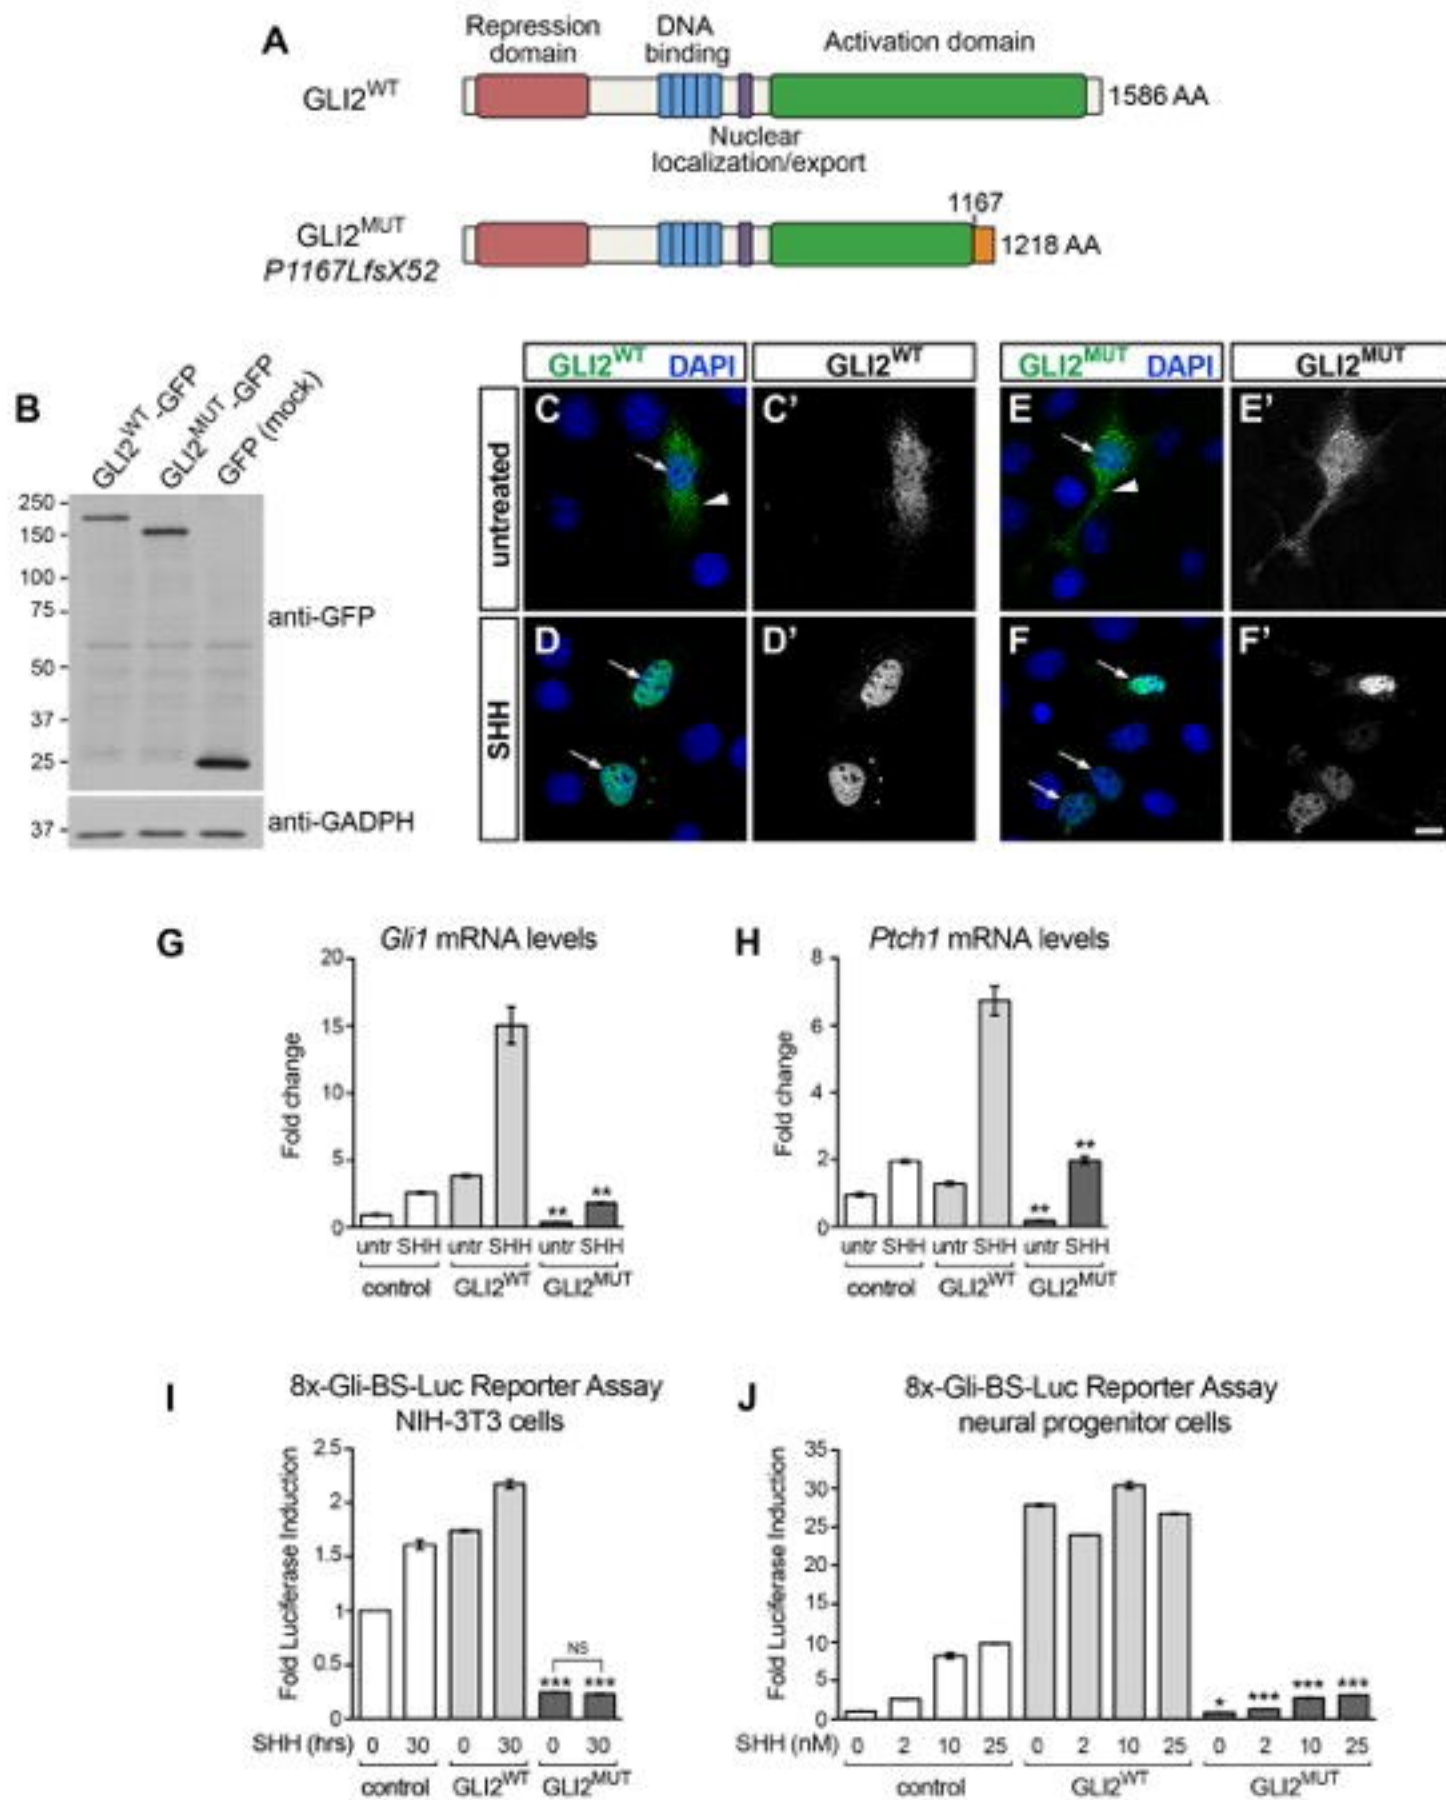 A
Repression
domain
DNA
binding
Activation domain
GLI2WT
1586 AA
Nuclear
localization/export
1167
GLI2MUT
P1167LfsX52
1218 AA
B
GLI2WT-GFP
GLI2MUT-GFP
GFP (mock)
250
150
100
75
50
37
25
anti-GFP
37
anti-GADPH
GLI2WT DAPI
GLI2WT
GLI2MUT DAPI
GLI2MUT
untreated
C
C'
E
E'
SHH
D
D'
F
F'
G
Gli1 mRNA levels
Fold change
20
15
10
5
0
untr SHH untr SHH untr SHH
control GLI2WT GLI2MUT
** **
H
Ptch1 mRNA levels
Fold change
8
6
4
2
0
untr SHH untr SHH untr SHH
control GLI2WT GLI2MUT
** **
I
8x-Gli-BS-Luc Reporter Assay
NIH-3T3 cells
Fold Luciferase Induction
2.5
2
1.5
1
0.5
0
NS
*** ***
SHH (hrs) 0 30 0 30 0 30
control GLI2WT GLI2MUT
J
8x-Gli-BS-Luc Reporter Assay
neural progenitor cells
Fold Luciferase Induction
35
30
25
20
15
10
5
0
* *** *** ***
SHH (nM) 0 2 10 25 0 2 10 25 0 2 10 25
control GLI2WT GLI2MUT